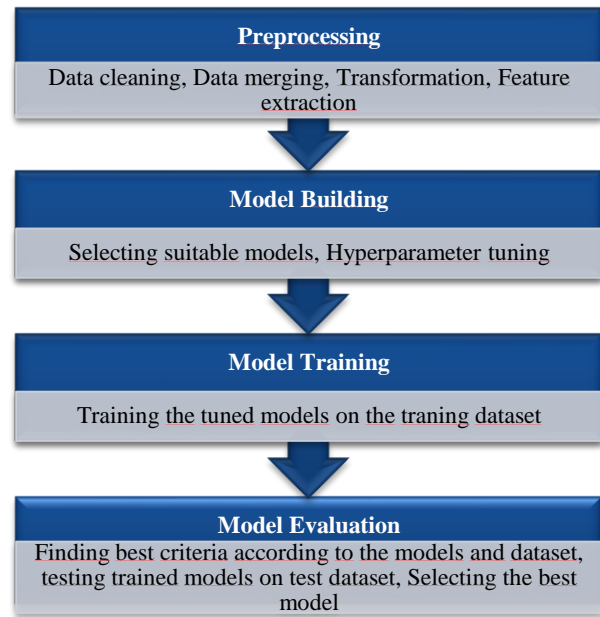 Preprocessing
Data cleaning, Data merging, Transformation, Feature
extraction
Model Building
Selecting suitable models, Hyperparameter tuning
Model Training
Training the tuned models on the traning dataset
Model Evaluation
Finding best criteria according to the models and dataset,
testing trained models on test dataset, Selecting the best
model